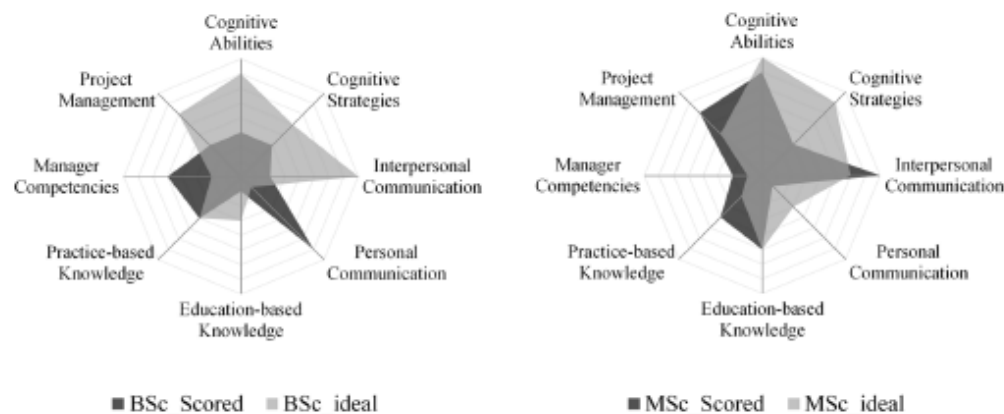 Cognitive
Abilities
Project
Management
Cognitive
Strategies
Manager
Competencies
Interpersonal
Communication
Practice-based
Knowledge
Personal
Communication
Education-based
Knowledge
BSc Scored
BSc ideal
Cognitive
Abilities
Project
Management
Cognitive
Strategies
Manager
Competencies
Interpersonal
Communication
Practice-based
Knowledge
Personal
Communication
Education-based
Knowledge
MSc Scored
MSc ideal